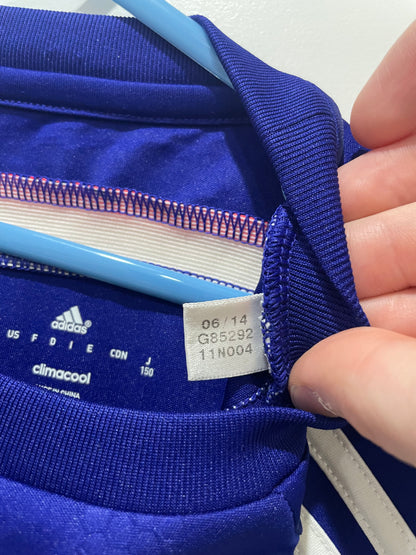 adidas®
US F D I E CDN J
150
climacool
MADE IN CHINA
06/14
G85292
11N004